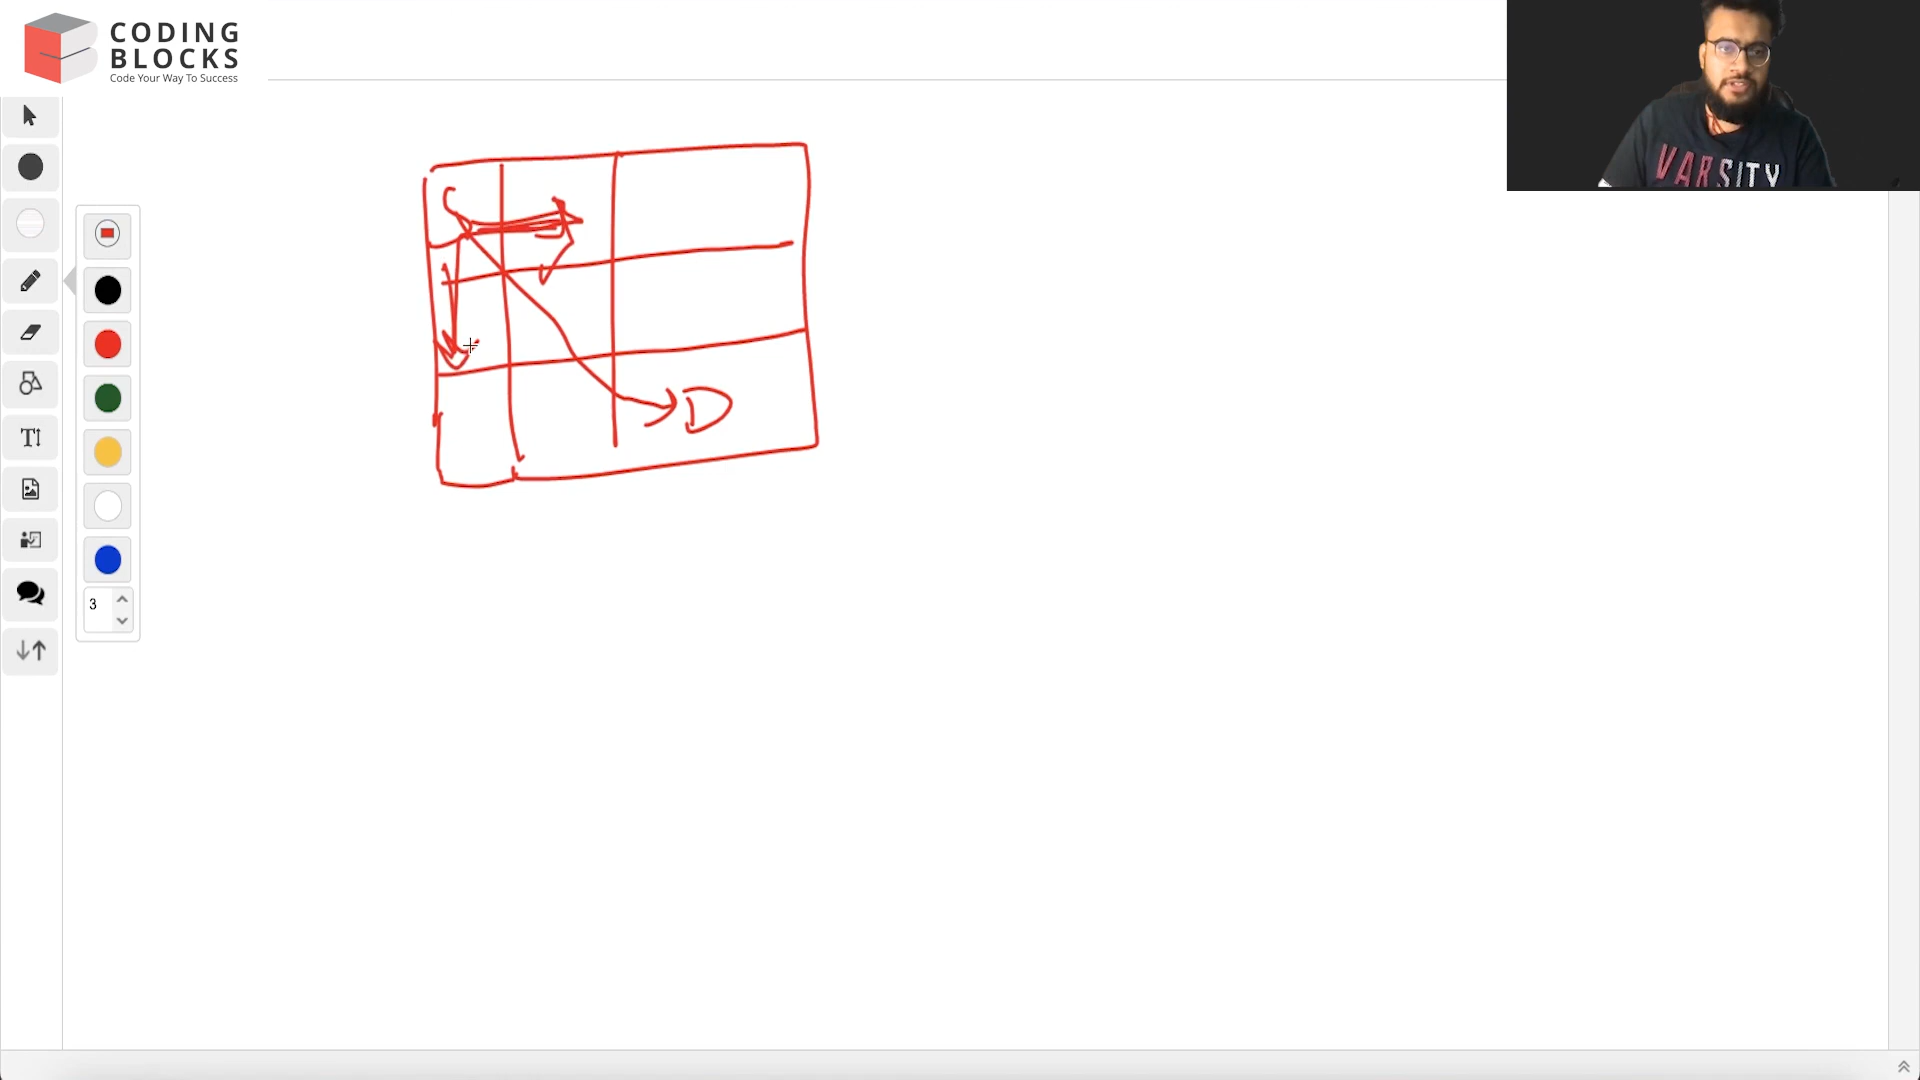 CODING
BLOCKS
Code Your Way To Success
VARSITY
S
D
T
3